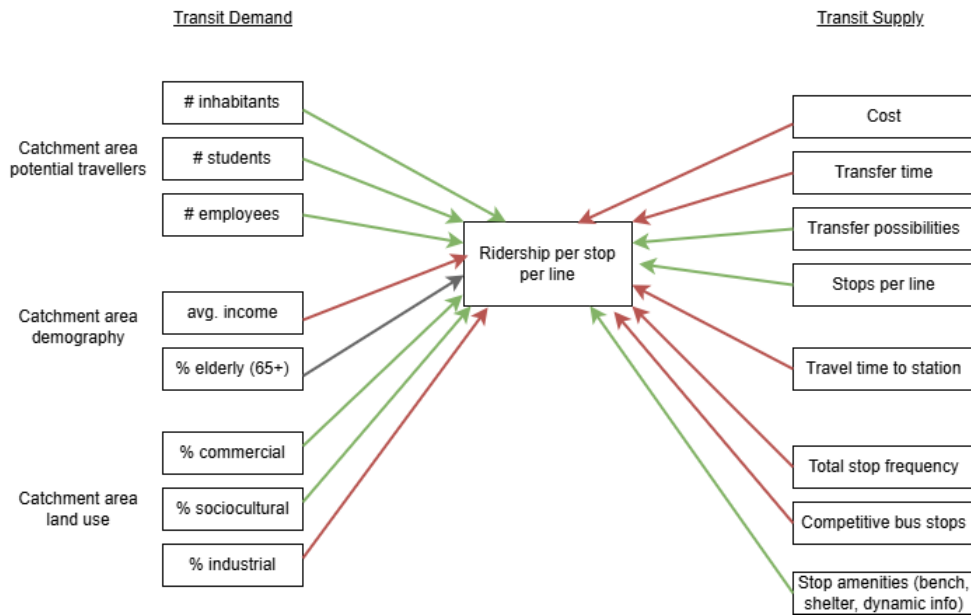 Transit Demand
Transit Supply
Catchment area
potential travellers
# inhabitants
# students
# employees
Catchment area
demography
avg. income
% elderly (65+)
Catchment area
land use
% commercial
% sociocultural
% industrial
Ridership per stop
per line
Cost
Transfer time
Transfer possibilities
Stops per line
Travel time to station
Total stop frequency
Competitive bus stops
Stop amenities (bench,
shelter, dynamic info)